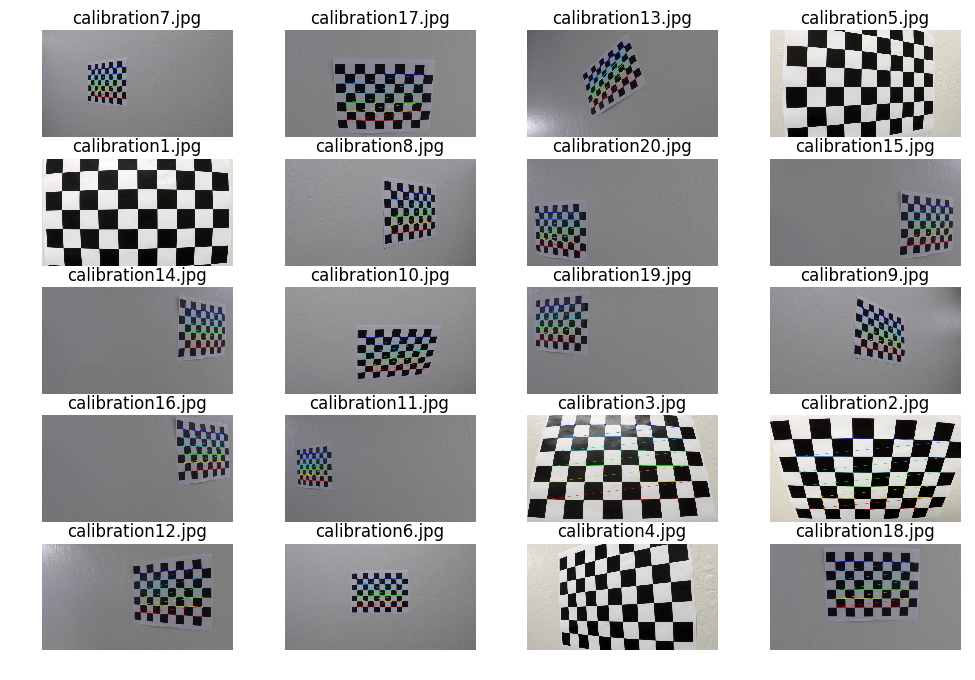 calibration7.jpg calibration17.jpg calibration13.jpg calibration5.jpg
calibration1.jpg calibration8.jpg calibration20.jpg calibration15.jpg
calibration14.jpg calibration10.jpg calibration19.jpg calibration9.jpg
calibration16.jpg calibration11.jpg calibration3.jpg calibration2.jpg
calibration12.jpg calibration6.jpg calibration4.jpg calibration18.jpg